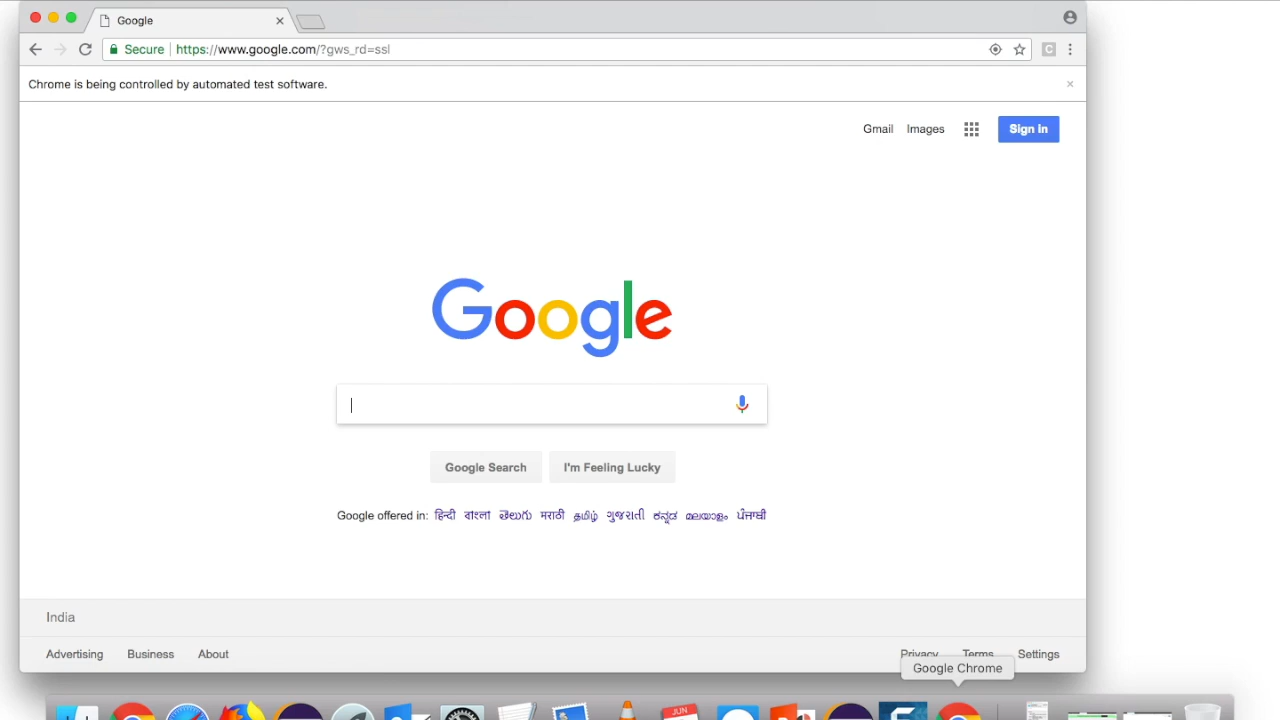 Google
Secure https://www.google.com/?gws_rd=ssl
C
Chrome is being controlled by automated test software.
Gmail Images Sign in
Google
Google Search I'm Feeling Lucky
Google offered in: हिन्दी বাংলা తెలుగు मराठी தமிழ் ગુજરાતી ಕನ್ನಡ മലയാളം ਪੰਜਾਬੀ
India
Advertising Business About Privacy Terms Settings
Google Chrome
JUN